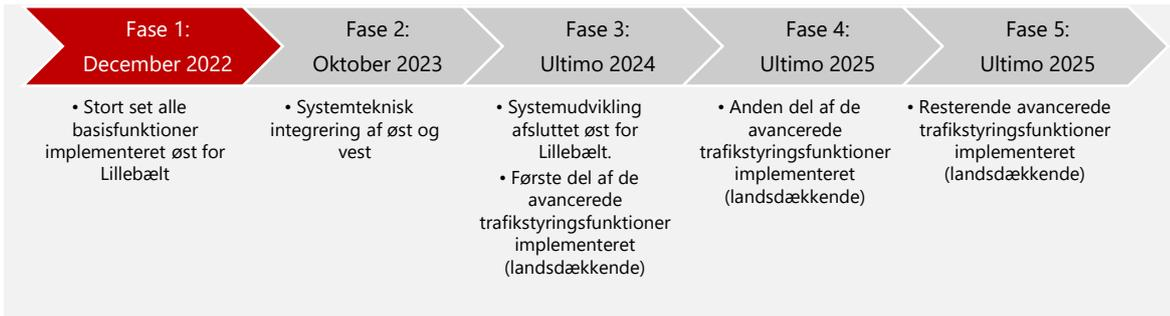 Fase 1:
December 2022
• Stort set alle
basisfunktioner
implementeret øst for
Lillebælt
Fase 2:
Oktober 2023
• Systemteknisk
integrering af øst og
vest
Fase 3:
Ultimo 2024
• Systemudvikling
afsluttet øst for
Lillebælt.
• Første del af de
avancerede
trafikstyringsfunktioner
implementeret
(landsdækkende)
Fase 4:
Ultimo 2025
• Anden del af de
avancerede
trafikstyringsfunktioner
implementeret
(landsdækkende)
Fase 5:
Ultimo 2025
• Resterende avancerede
trafikstyringsfunktioner
implementeret
(landsdækkende)